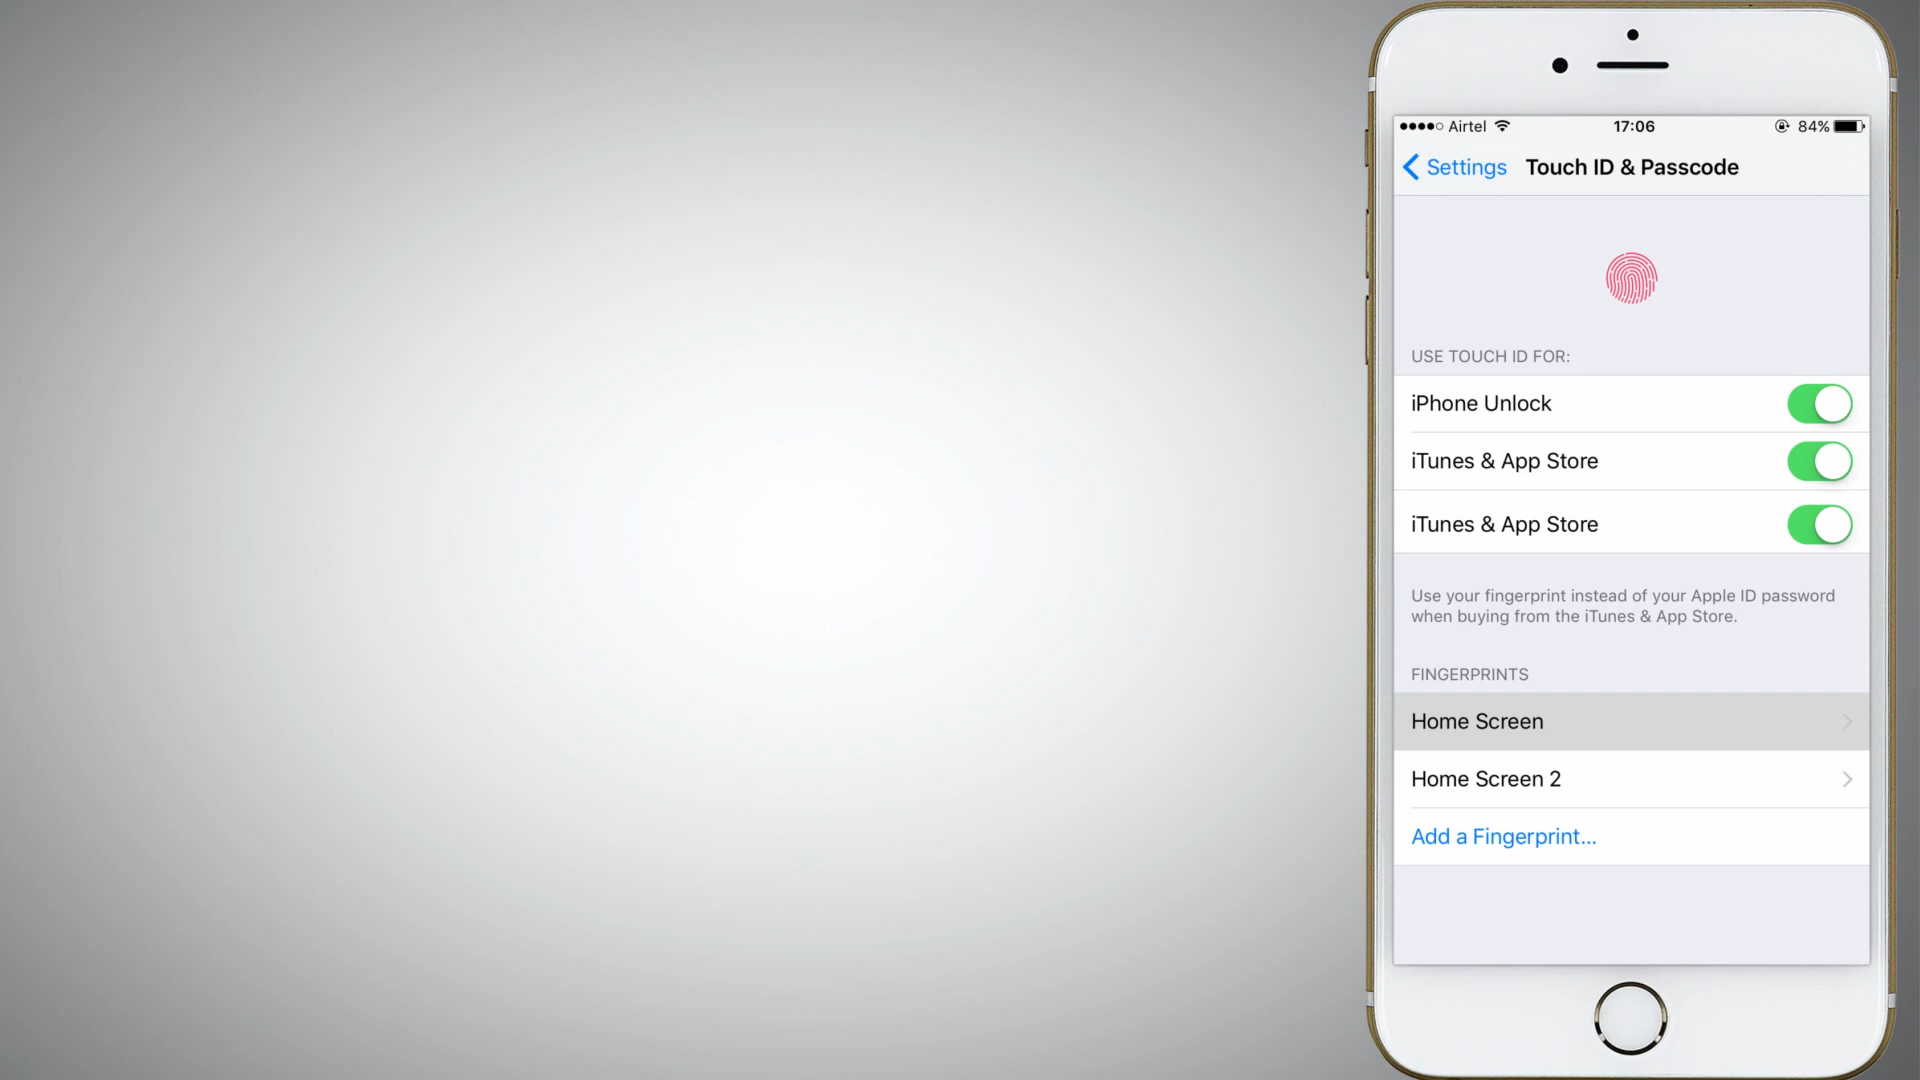 Airtel 17:06 84%
Settings Touch ID & Passcode
USE TOUCH ID FOR:
iPhone Unlock
iTunes & App Store
iTunes & App Store
Use your fingerprint instead of your Apple ID password
when buying from the iTunes & App Store.
FINGERPRINTS
Home Screen
Home Screen 2
Add a Fingerprint...